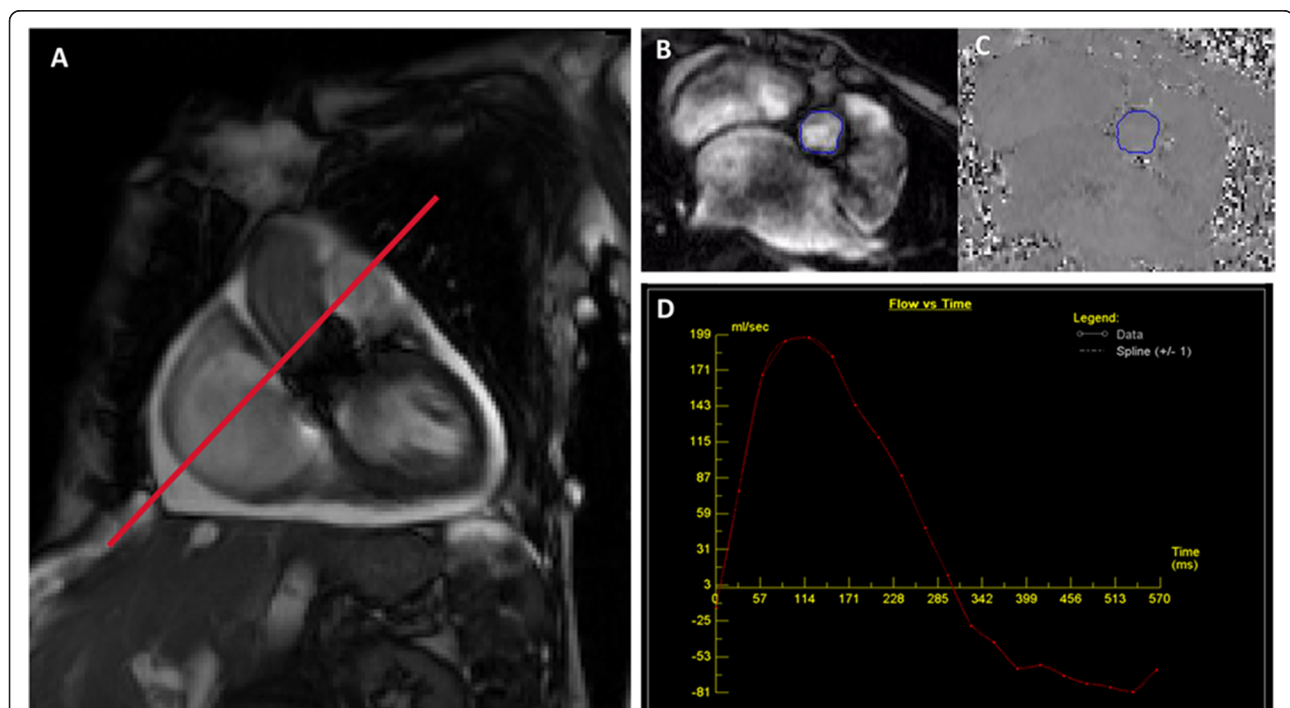 A
B
C
D
Flow vs Time
ml/sec
Legend:
Data
Spline (+/- 1)
199
171
143
115
87
59
31
3
-25
-53
-81
0 57 114 171 228 285 342 399 456 513 570
Time
(ms)